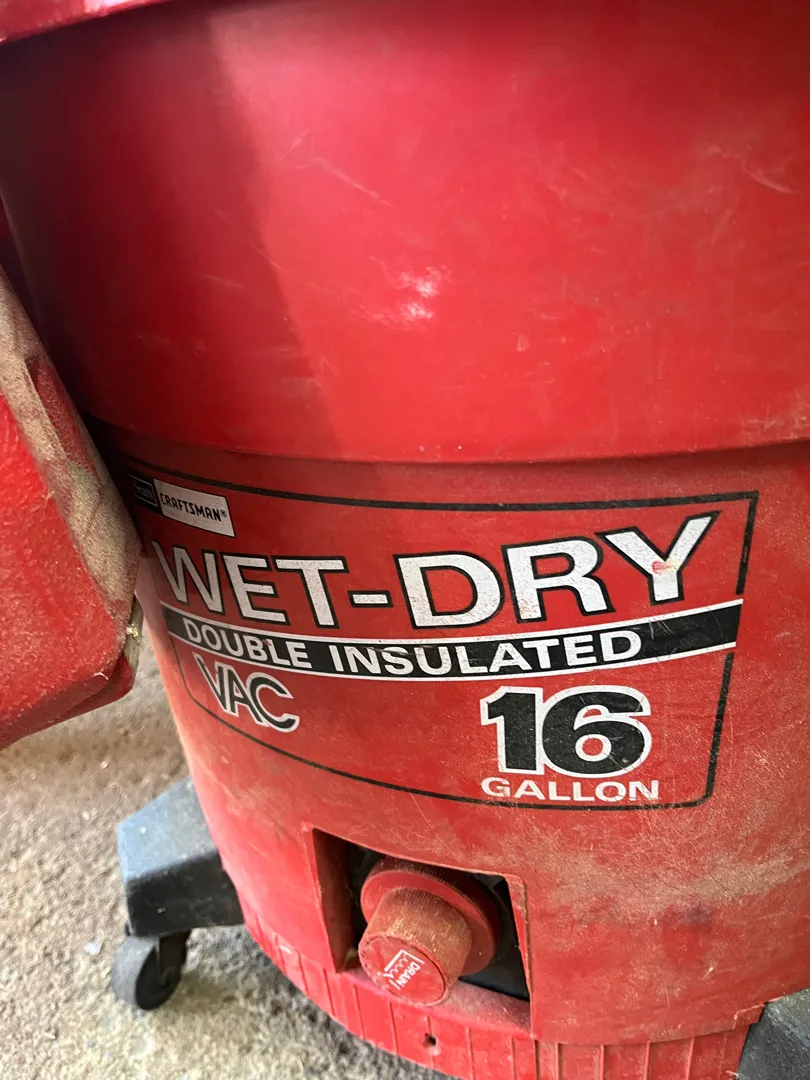 CRAFTSMAN®
WET-DRY
DOUBLE INSULATED
VAC
16
GALLON
DRAIN